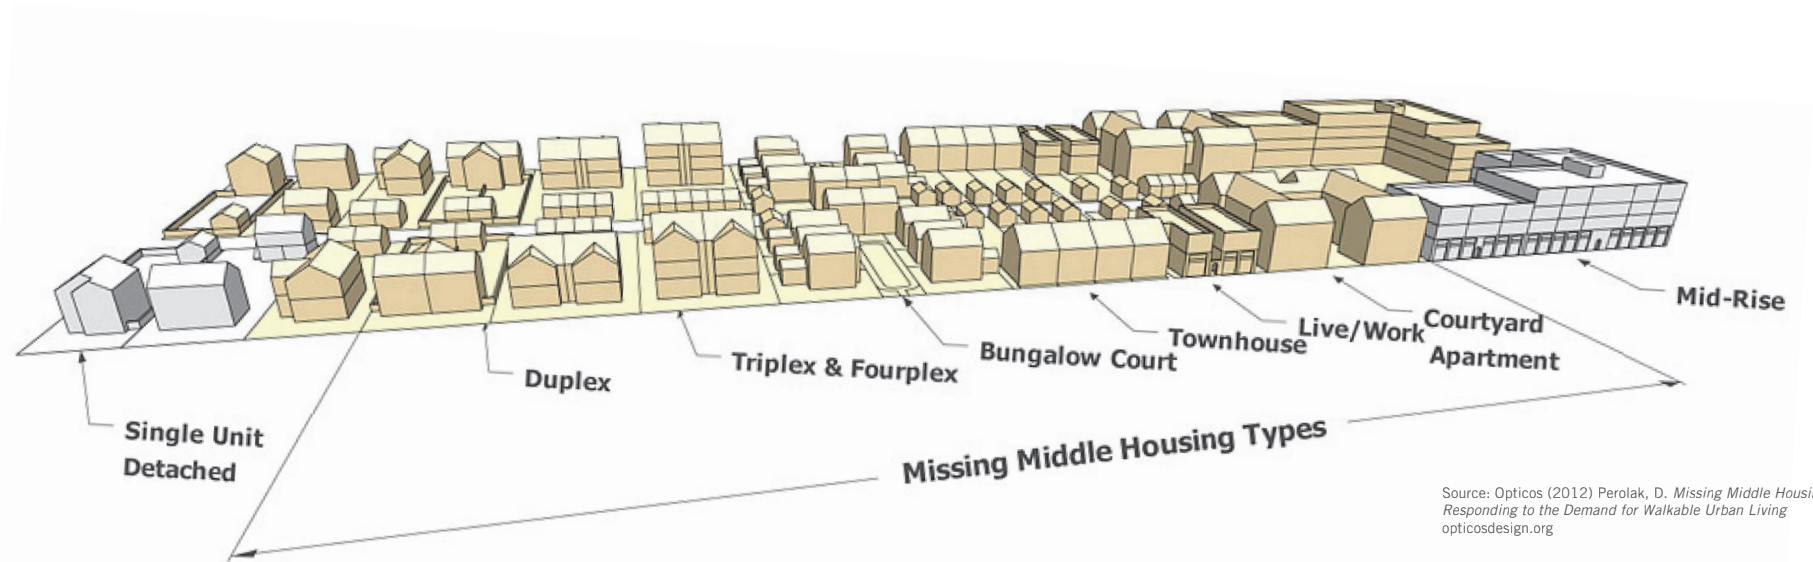 Single Unit
Detached
Duplex
Triplex & Fourplex
Bungalow Court
Townhouse
Live/Work
Courtyard
Apartment
Mid-Rise
Missing Middle Housing Types
Source: Opticos (2012) Perolak, D. Missing Middle
Responding to the Demand for Walkable Urban Living
opticosdesign.org